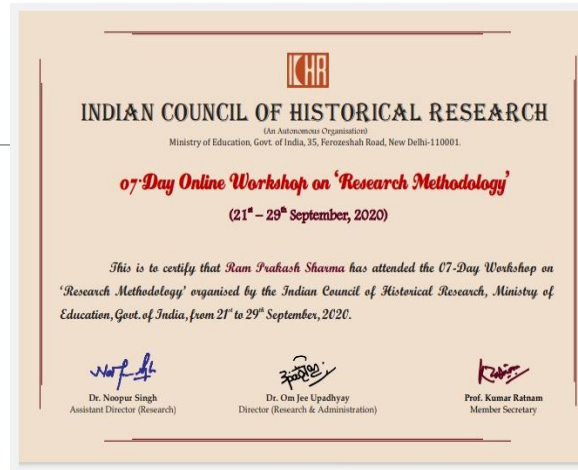 ICHR
INDIAN COUNCIL OF HISTORICAL RESEARCH
(An Autonomous Organisation)
Ministry of Education, Govt. of India, 35, Ferozeshah Road, New Delhi-110001.
07-Day Online Workshop on ‘Research Methodology’
(21st – 29th September, 2020)
This is to certify that Ram Prakash Sharma has attended the 07-Day Workshop on
‘Research Methodology’ organised by the Indian Council of Historical Research, Ministry of
Education, Govt. of India, from 21st to 29th September, 2020.
Dr. Noopur Singh
Assistant Director (Research)
Dr. Om Jee Upadhyay
Director (Research & Administration)
Prof. Kumar Ratnam
Member Secretary